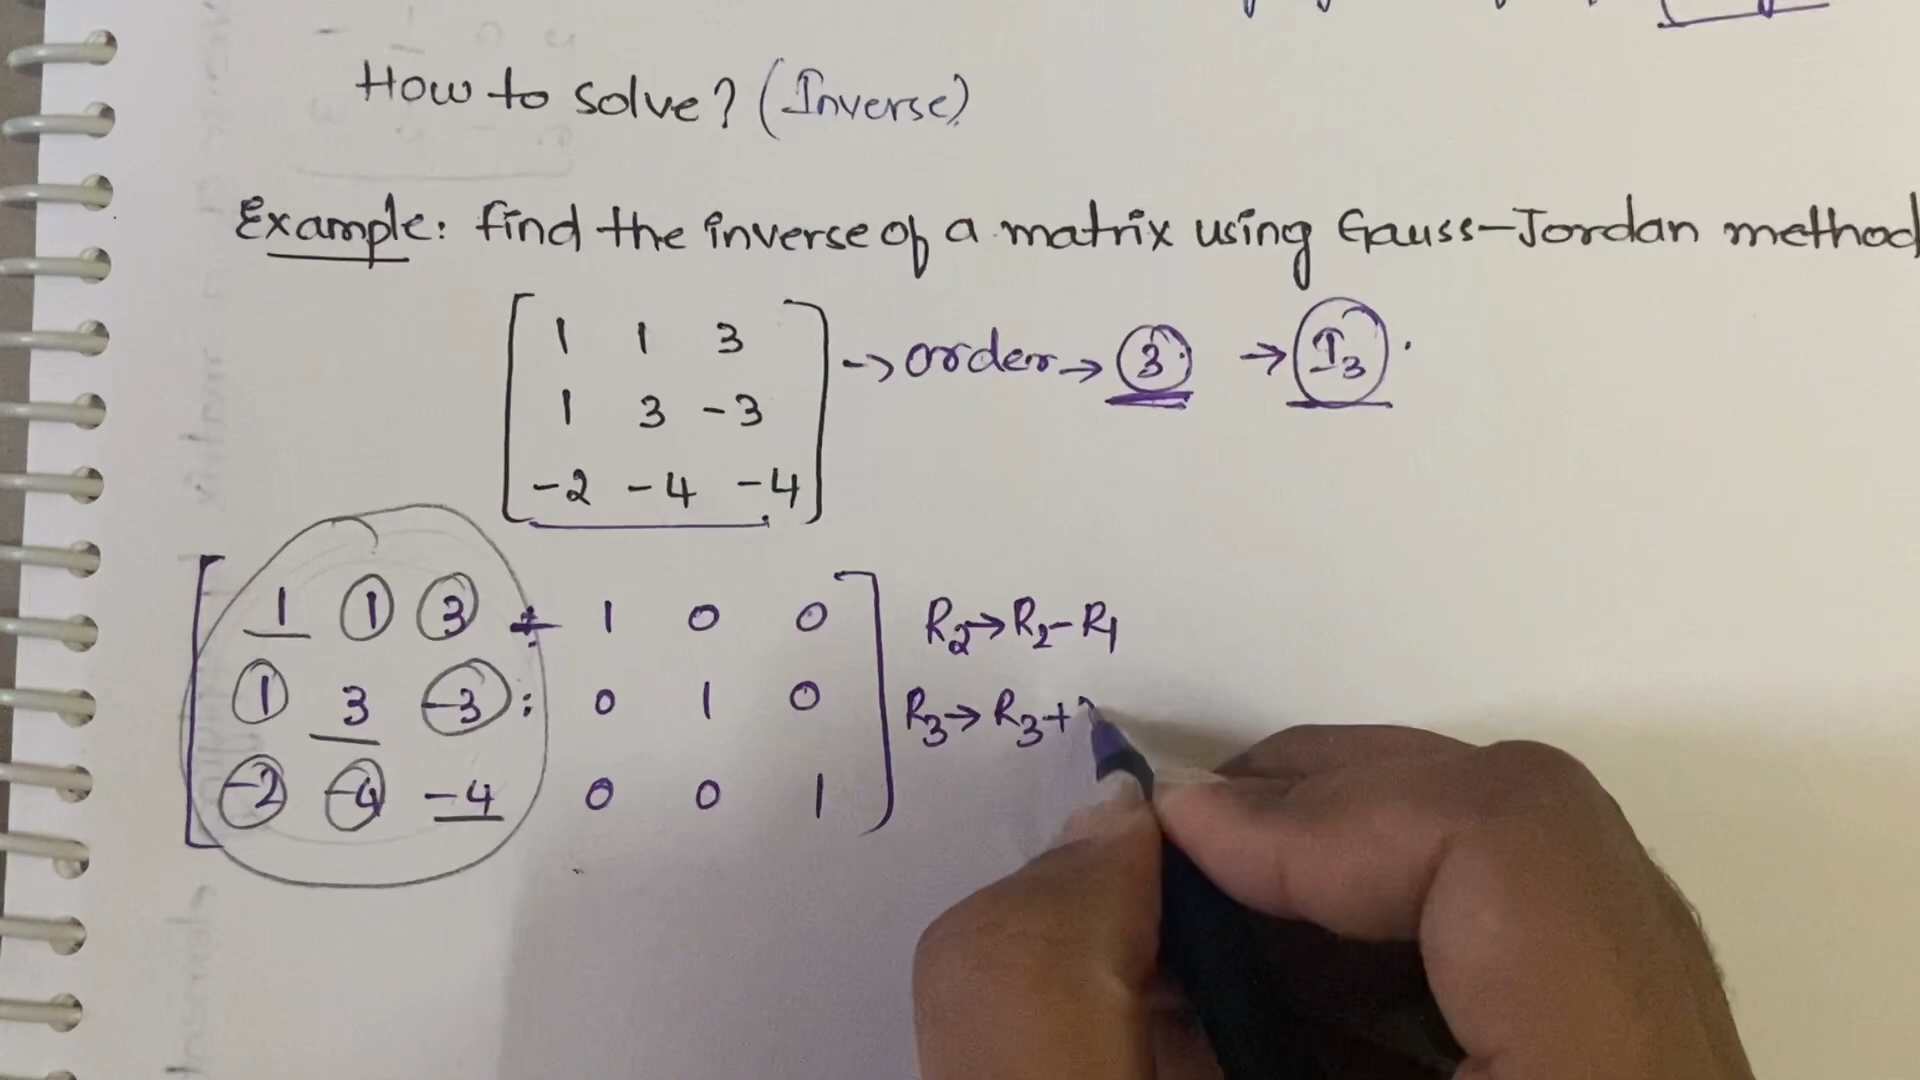 How to solve? (Inverse)
Example: find the inverse of a matrix using Gauss-Jordan method
1 1 3
1 3 -3
-2 -4 -4
-> order -> 3 -> I3.
1 1 3 : 1 0 0 R2 -> R2 - R1
1 3 -3 : 0 1 0 R3 -> R3 +
-2 -4 -4 0 0 1